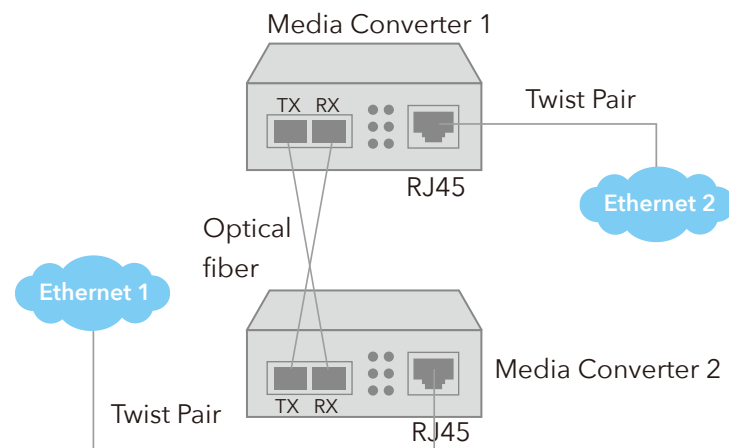 Media Converter 1
TX RX
Twist Pair
RJ45
Ethernet 2
Optical
fiber
Ethernet 1
Media Converter 2
TX RX
Twist Pair
RJ45